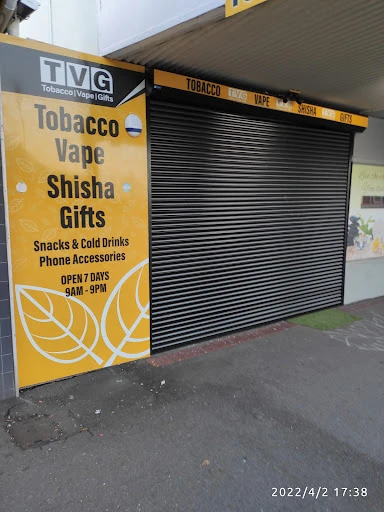 TVG
Tobacco|Vape|Gifts
Tobacco
Vape
Shisha
Gifts
Snacks & Cold Drinks
Phone Accessories
OPEN 7 DAYS
9AM - 9PM
TOBACCO TVG VAPE SHISHA GIFTS
2022/4/2 17:38